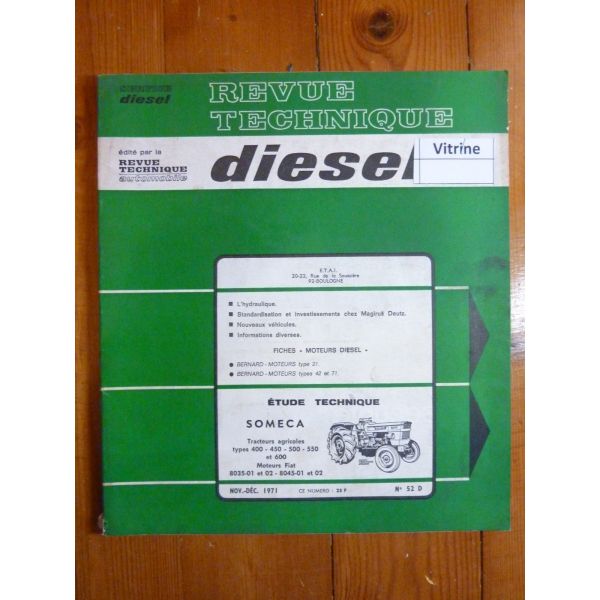 SERVICE
diesel
REVUE
TECHNIQUE
édité par la
REVUE
TECHNIQUE
automobile
diesel
Vitrine
E.T.A.I.
20-22, Rue de la Saussière
92-BOULOGNE
L'hydraulique.
Standardisation et investissements chez Magirus Deutz.
Nouveaux véhicules.
Informations diverses.
FICHES « MOTEURS DIESEL »
BERNARD - MOTEURS type 21.
BERNARD - MOTEURS types 42 et 71.
ÉTUDE TECHNIQUE
SOMECA
Tracteurs agricoles
types 400 - 450 - 500 - 550
et 600
Moteurs Fiat
8035-01 et 02 - 8045-01 et 02
NOV.-DÉC. 1971 CE NUMERO : 25 F N° 52 D